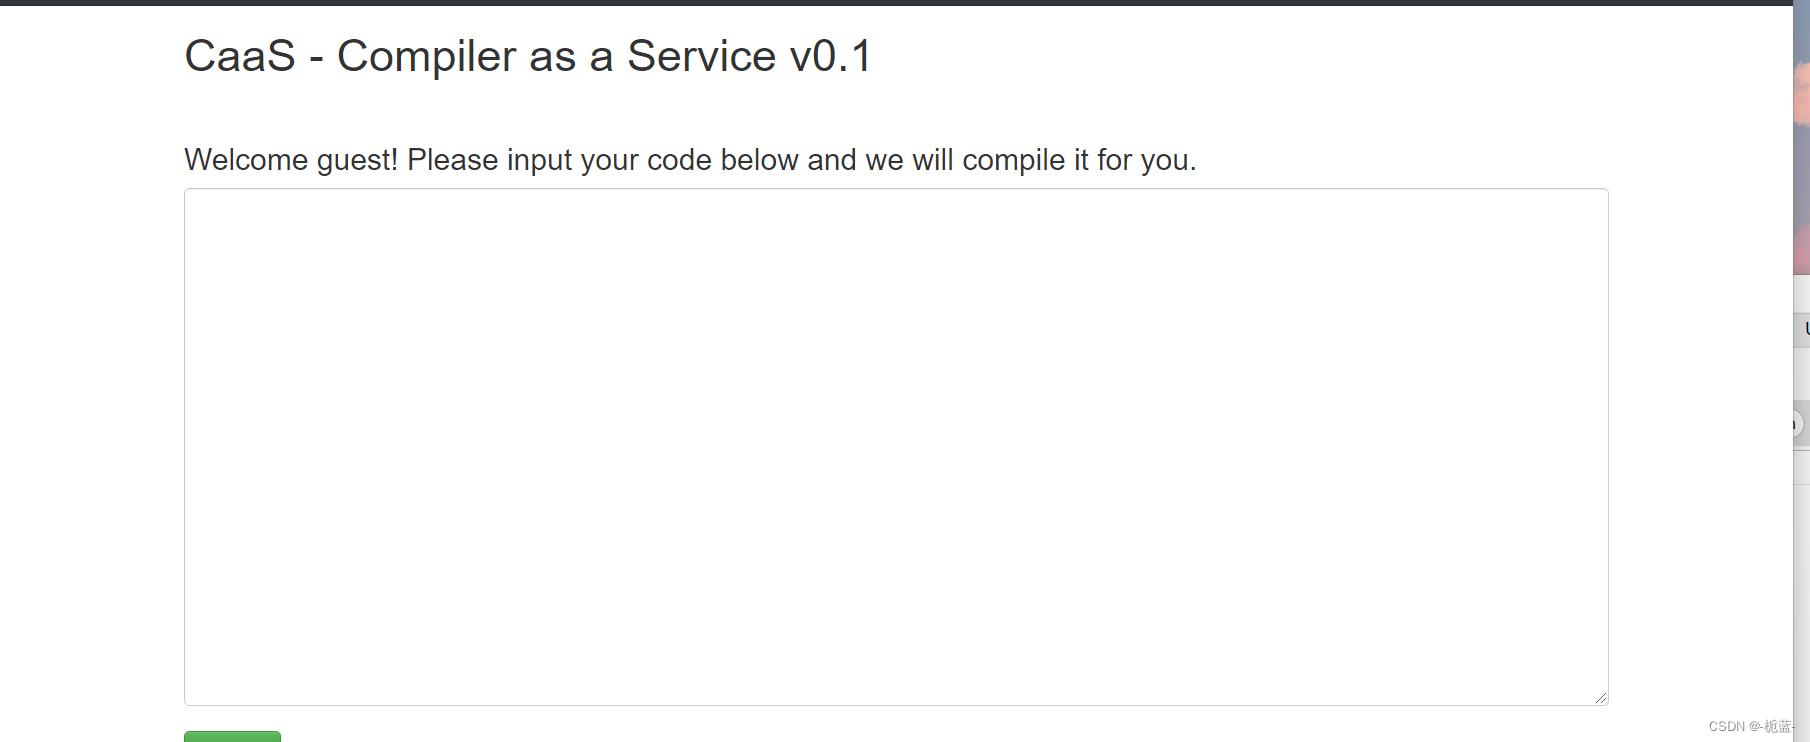 CaaS - Compiler as a Service v0.1
Welcome guest! Please input your code below and we will compile it for you.
CSDN @-栀蓝-